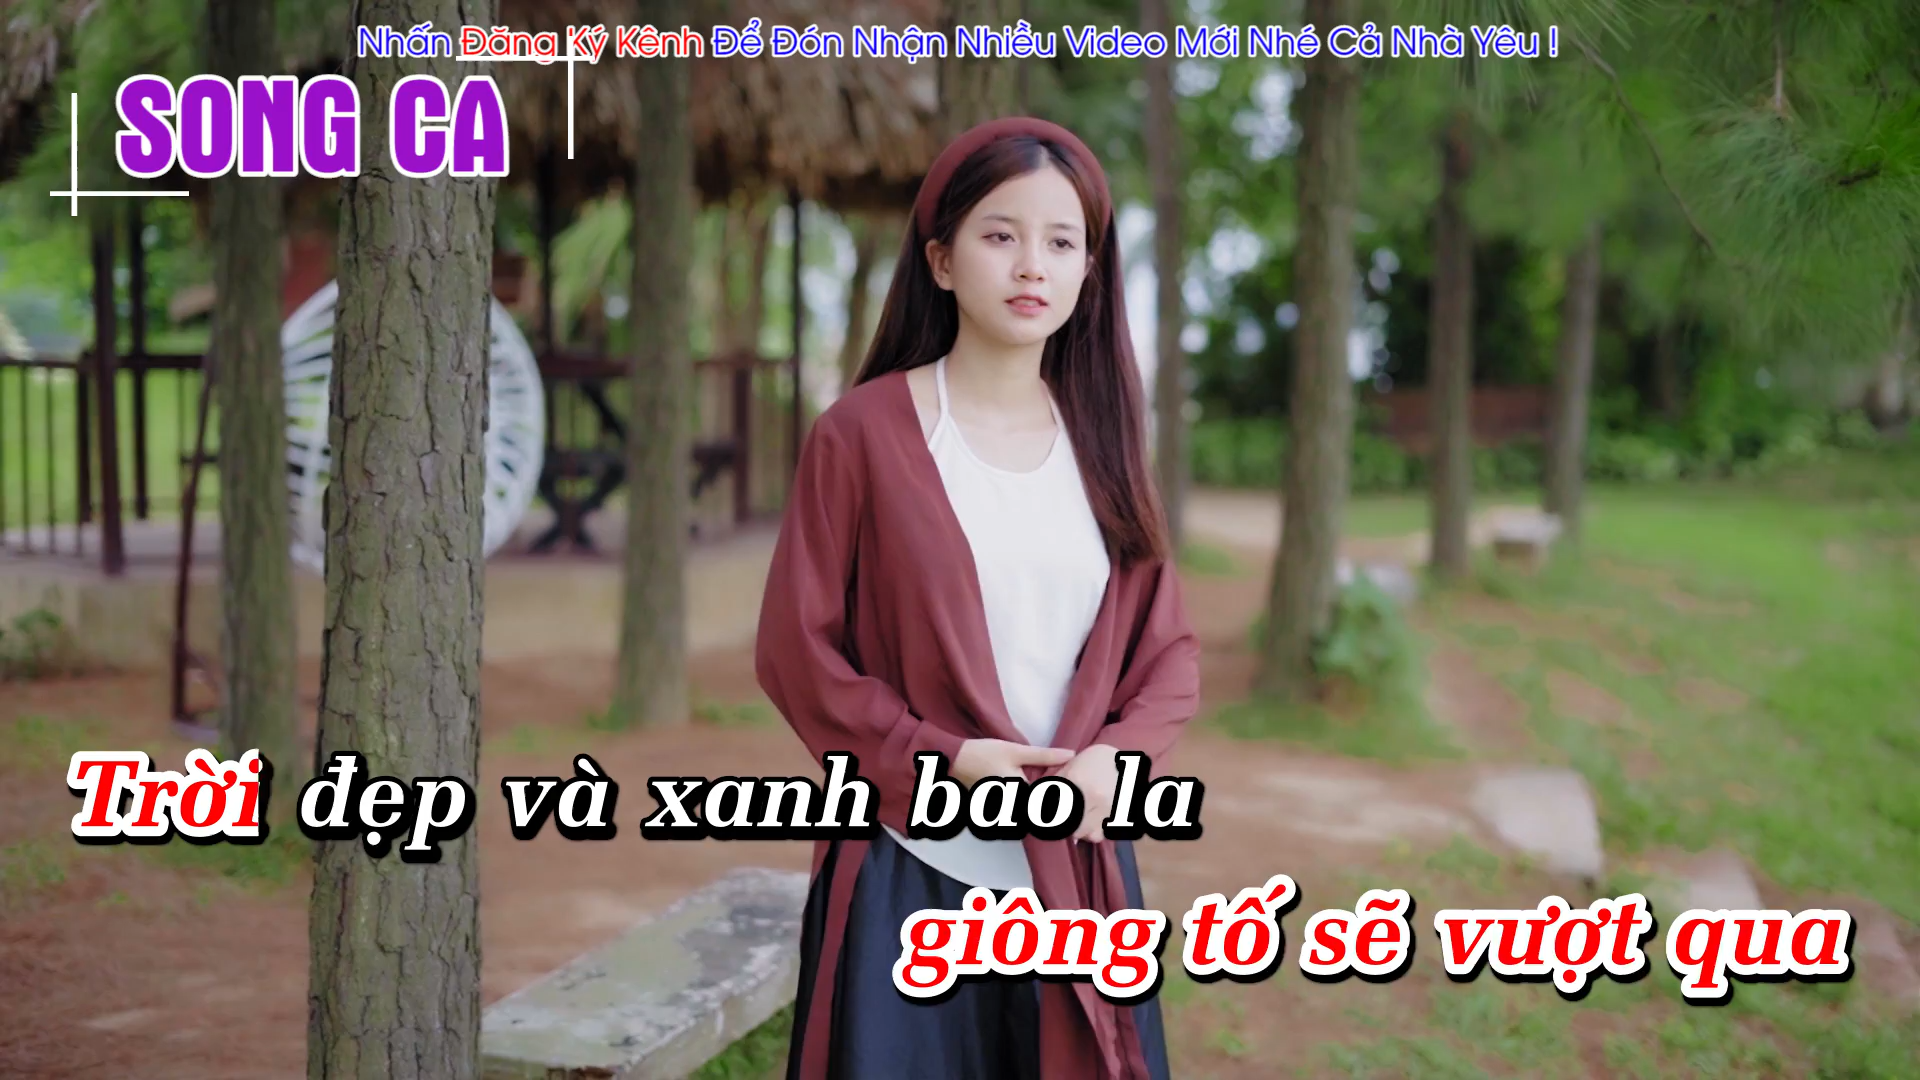 Nhấn Đăng Ký Kênh Để Đón Nhận Nhiều Video Mới Nhé Cả Nhà Yêu !
SONG CA
Trời đẹp và xanh bao la
giông tố sẽ vượt qua